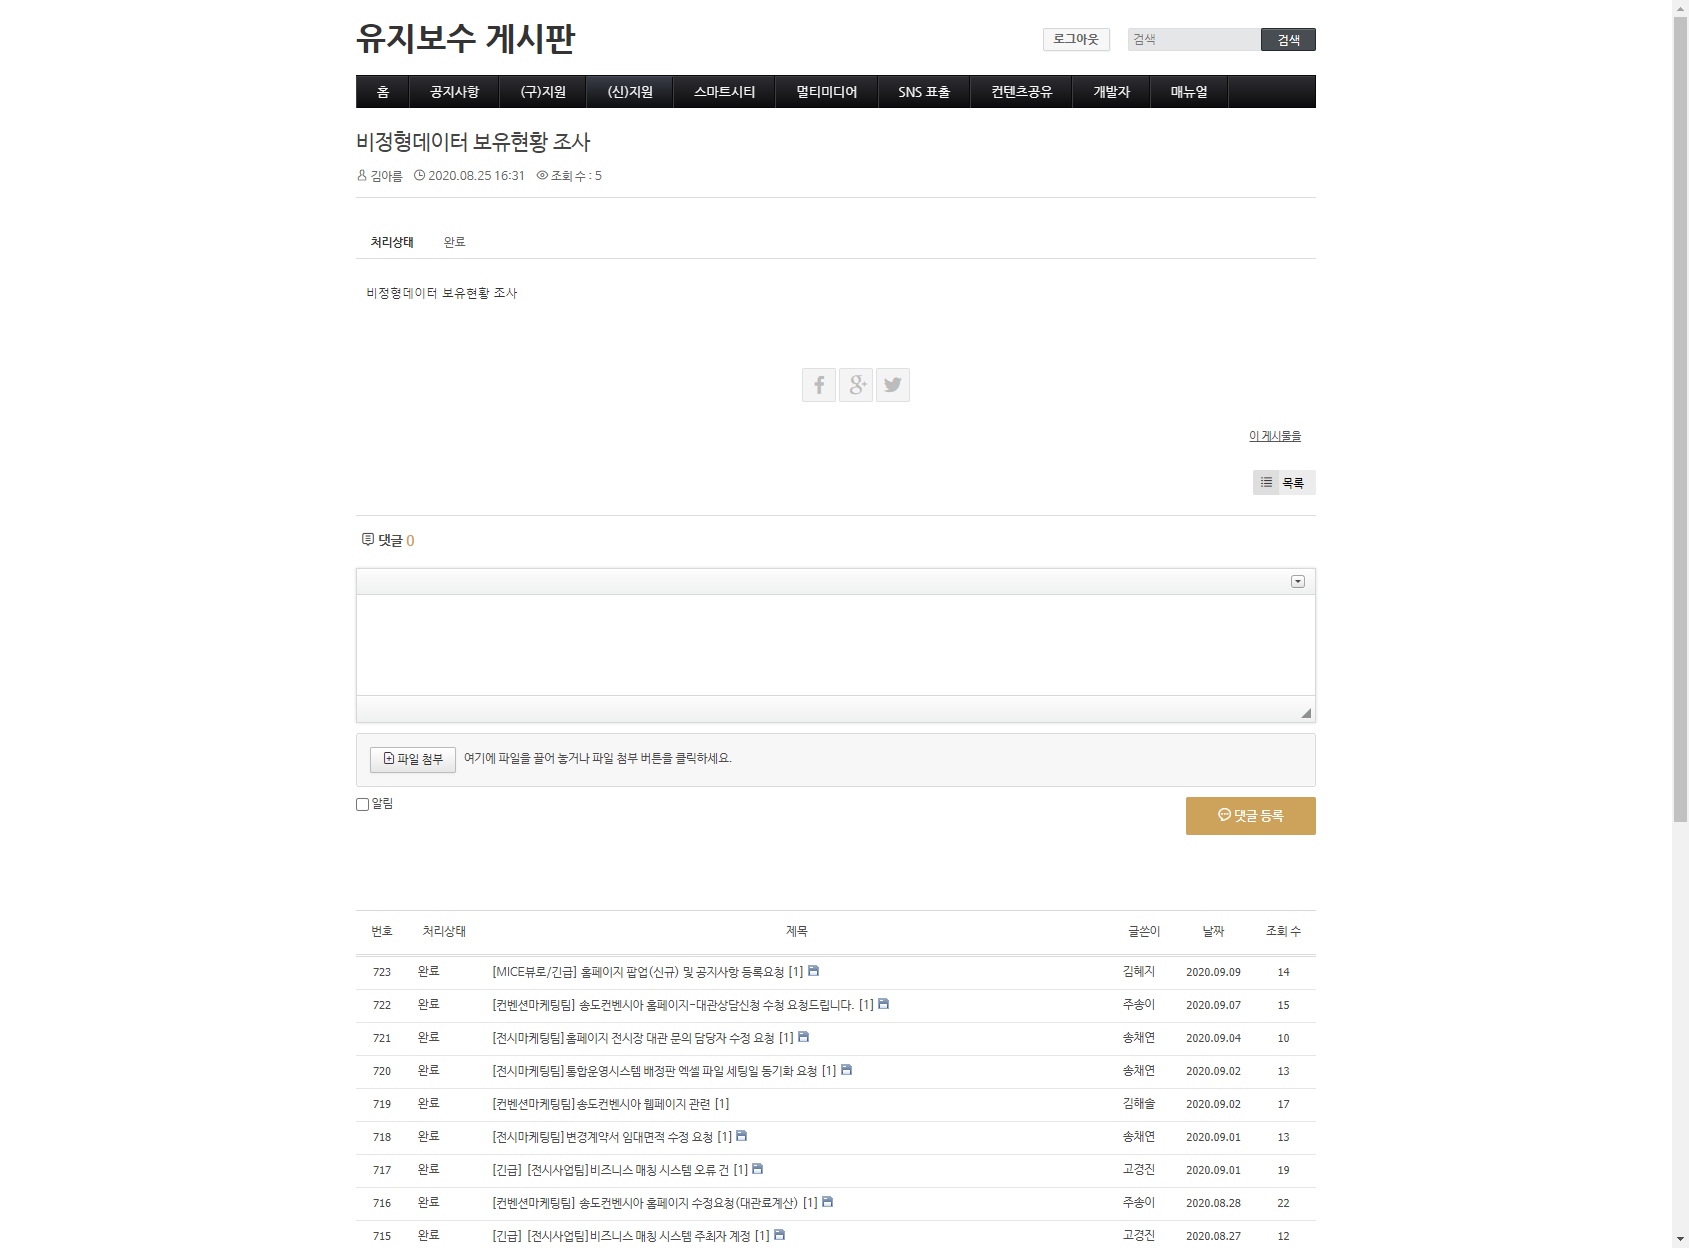 유지보수 게시판
로그아웃 검색 검색
홈 공지사항 (구)지원 (신)지원 스마트시티 멀티미디어 SNS 표출 컨텐츠공유 개발자 매뉴얼
비정형데이터 보유현황 조사
김아름 2020.08.25 16:31 조회 수 : 5
처리상태 완료
비정형데이터 보유현황 조사
이 게시물을
목록
댓글 0
파일 첨부 여기에 파일을 끌어 놓거나 파일 첨부 버튼을 클릭하세요.
알림
댓글 등록
번호 처리상태 제목 글쓴이 날짜 조회 수
723 완료 [MICE뷰로/긴급] 홈페이지 팝업(신규) 및 공지사항 등록요청 [1] 김혜지 2020.09.09 14
722 완료 [컨벤션마케팅팀] 송도컨벤시아 홈페이지-대관상담신청 수정 요청드립니다. [1] 주송이 2020.09.07 15
721 완료 [전시마케팅팀]홈페이지 전시장 대관 문의 담당자 수정 요청 [1] 송채연 2020.09.04 10
720 완료 [전시마케팅팀]통합운영시스템 배정판 엑셀 파일 세팅일 동기화 요청 [1] 송채연 2020.09.02 13
719 완료 [컨벤션마케팅팀]송도컨벤시아 웹페이지 관련 [1] 김해솔 2020.09.02 17
718 완료 [전시마케팅팀]변경계약서 임대면적 수정 요청 [1] 송채연 2020.09.01 13
717 완료 [긴급] [전시사업팀]비즈니스 매칭 시스템 오류 건 [1] 고경진 2020.09.01 19
716 완료 [컨벤션마케팅팀] 송도컨벤시아 홈페이지 수정요청(대관료계산) [1] 주송이 2020.08.28 22
715 완료 [긴급] [전시사업팀]비즈니스 매칭 시스템 주최자 계정 [1] 고경진 2020.08.27 12